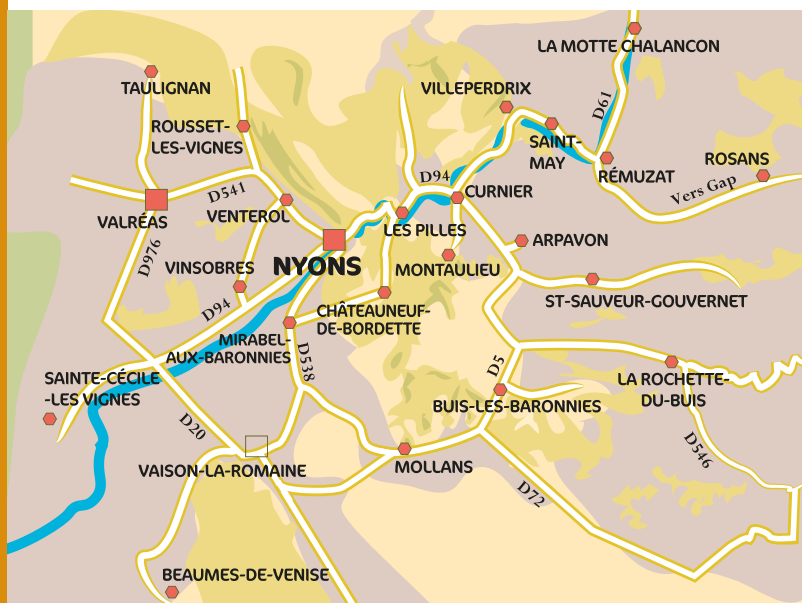 LA MOTTE CHALANCON
TAULIGNAN
VILLEPERDRIX
D61
ROUSSET-
LES-VIGNES
SAINT-
MAY
ROSANS
D94
RÉMUZAT
D541
CURNIER
Vers Gap
VALRÉAS
VENTEROL
LES PILLES
ARPAVON
D976
VINSOBRES
NYONS
MONTAULIEU
ST-SAUVEUR-GOUVERNET
D94
CHÂTEAUNEUF-
DE-BORDETTE
MIRABEL-
AUX-BARONNIES
D538
D5
SAINTE-CÉCILE
-LES VIGNES
LA ROCHETTE-
DU-BUIS
BUIS-LES-BARONNIES
D20
D546
VAISON-LA-ROMAINE
MOLLANS
D72
BEAUMES-DE-VENISE